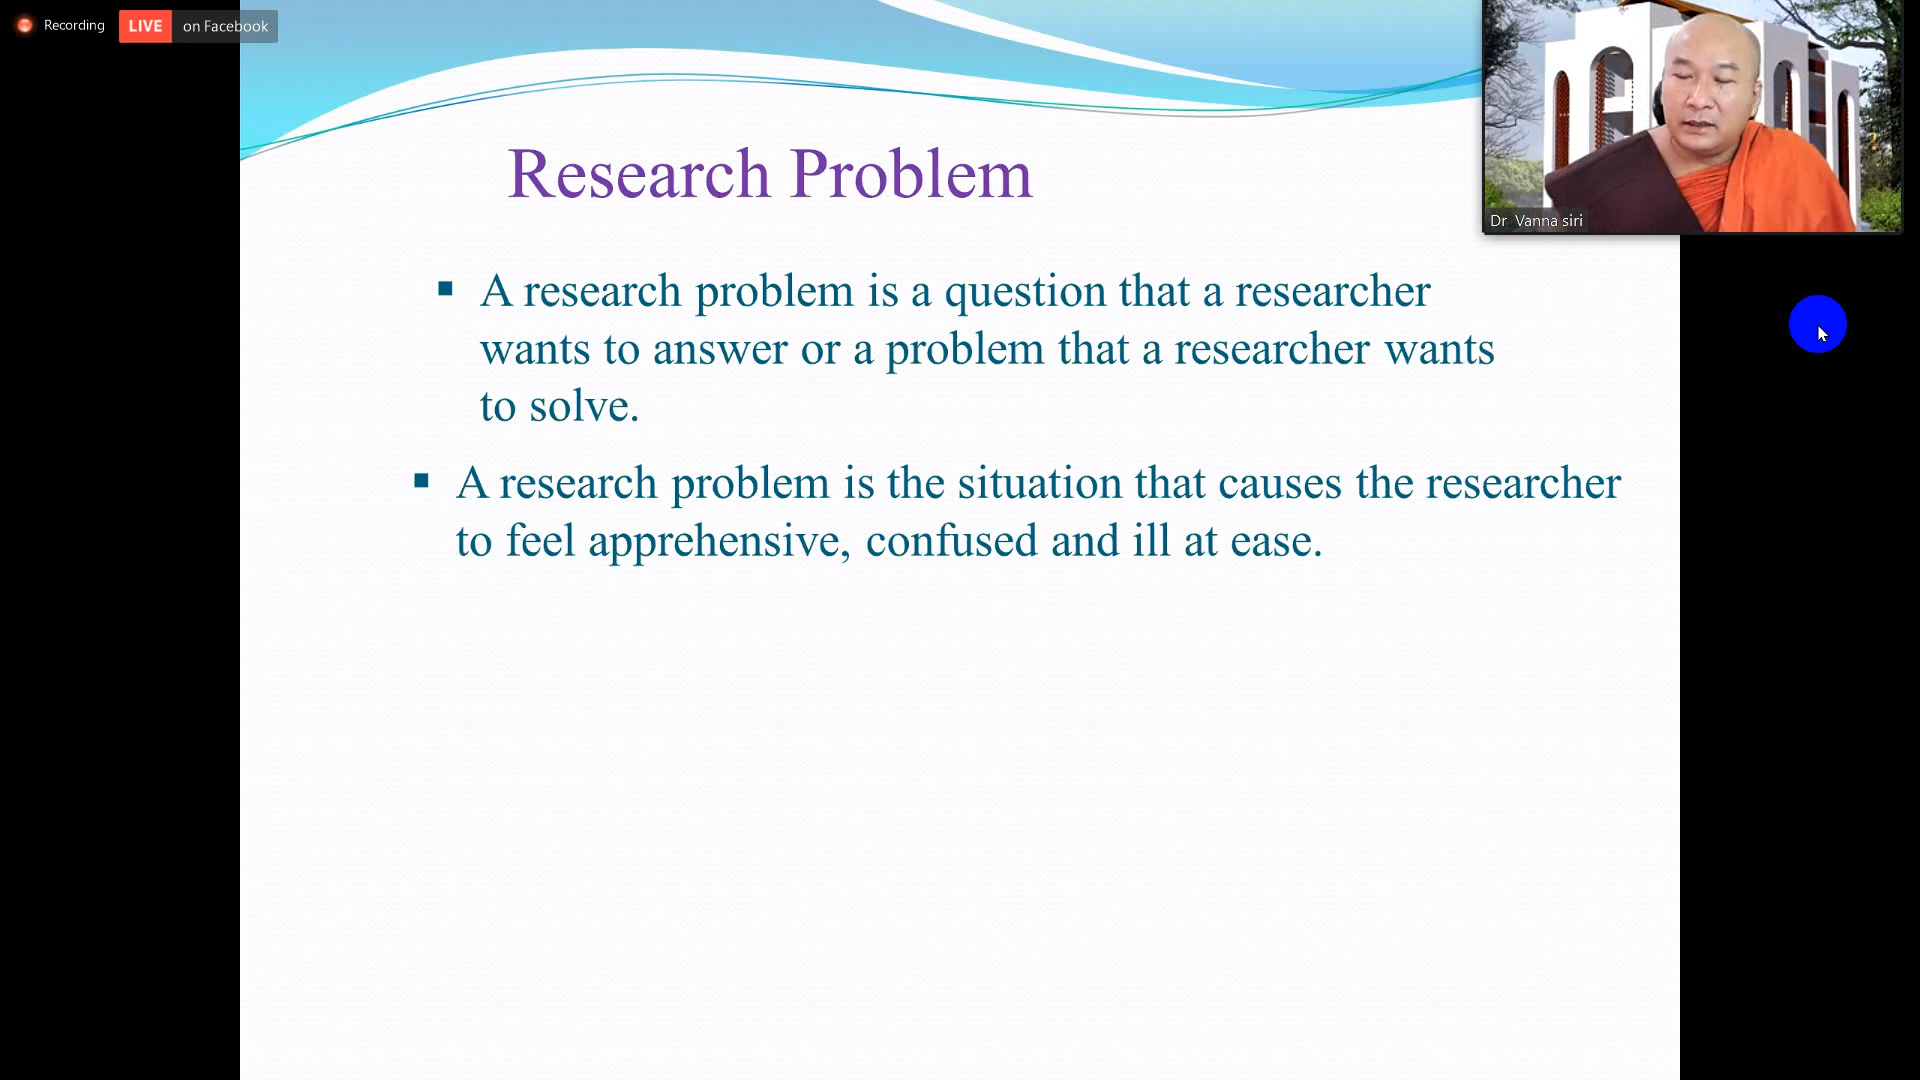 Recording LIVE on Facebook
Research Problem
Dr Vanna siri
▪ A research problem is a question that a researcher
wants to answer or a problem that a researcher wants
to solve.
▪ A research problem is the situation that causes the researcher
to feel apprehensive, confused and ill at ease.